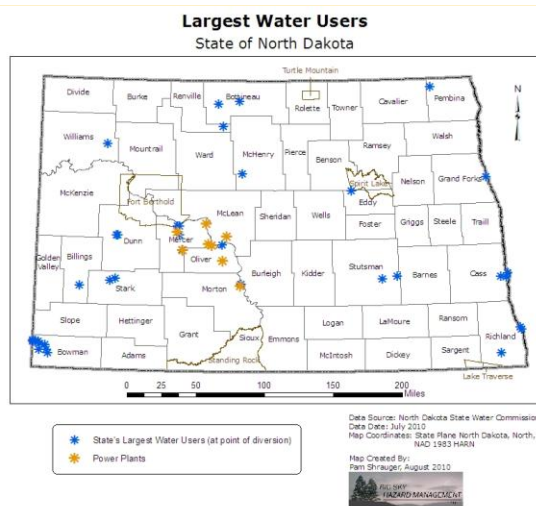 Largest Water Users
State of North Dakota
Turtle Mountain
Divide
Burke
Renville
Bottineau
Rolette
Towner
Cavalier
Pembina
N
Williams
Mountrail
Ward
McHenry
Pierce
Benson
Ramsey
Walsh
Spirit Lake
Nelson
Grand Forks
McKenzie
Fort Berthold
McLean
Sheridan
Wells
Eddy
Foster
Griggs
Steele
Traill
Dunn
Mercer
Oliver
Golden
Valley
Billings
Stark
Morton
Burleigh
Kidder
Stutsman
Barnes
Cass
Slope
Hettinger
Grant
Sioux
Emmons
Logan
LaMoure
Ransom
Richland
Bowman
Adams
Standing Rock
McIntosh
Dickey
Sargent
Lake Traverse
0 25 50 100 150 200
Miles
State's Largest Water Users (at point of diversion)
Power Plants
Data Source: North Dakota State Water Commission
Data Date: July 2010
Map Coordinates: State Plane North Dakota, North,
NAD 1983 HARN
Map Created By:
Pam Shrauger, August 2010
BIG SKY
HAZARD MANAGEMENT